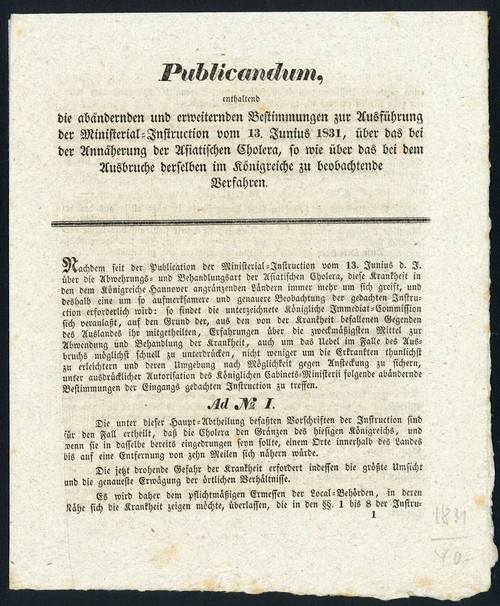 Publicandum,
enthaltend
die abändernden und erweiternden Bestimmungen zur Ausführung
der Ministerial-Instruction vom 13. Junius 1831, über das bei
der Annäherung der Asiatischen Cholera, so wie über das bei dem
Ausbruche derselben im Königreiche zu beobachtende
Verfahren.
Nachdem seit der Publication der Ministerial-Instruction vom 13. Junius d. J.
über die Abwehrungs- und Behandlungsart der Asiatischen Cholera, diese Krankheit in
den dem Königreiche Hannover angränzenden Ländern immer mehr um sich greift, und
deshalb eine um so aufmerksamere und genauere Beobachtung der gedachten Instruc-
tion erforderlich wird: so findet die unterzeichnete Königliche Immediat-Commission
sich veranlaßt, auf den Grund der, aus den von der Krankheit befallenen Gegenden
des Auslandes ihr mitgetheilten, Erfahrungen über die zweckmäßigsten Mittel zur
Abwendung und Behandlung der Krankheit, auch um das Uebel im Falle des Aus-
bruchs möglichst schnell zu unterdrücken, nicht weniger um die Erkrankten thunlichst
zu erleichtern und deren Umgebung nach Möglichkeit gegen Ansteckung zu sichern,
unter ausdrücklicher Autorisation des Königlichen Cabinets-Ministerii folgende abändernde
Bestimmungen der Eingangs gedachten Instruction zu treffen.
Ad № I.
Die unter dieser Haupt-Abtheilung befaßten Vorschriften der Instruction sind
für den Fall ertheilt, daß die Cholera den Gränzen des hiesigen Königreichs, und
wenn sie in dasselbe bereits eingedrungen seyn sollte, einem Orte innerhalb des Landes
bis auf eine Entfernung von zehn Meilen sich nähern würde.
Die jetzt drohende Gefahr der Krankheit erfordert indessen die größte Umsicht
und die genaueste Erwägung der örtlichen Verhältnisse.
Es wird daher dem pflichtmäßigen Ermessen der Local-Behörden, in deren
Nähe sich die Krankheit zeigen möchte, überlassen, die in den §§. 1 bis 8 der Instru-
1
1831